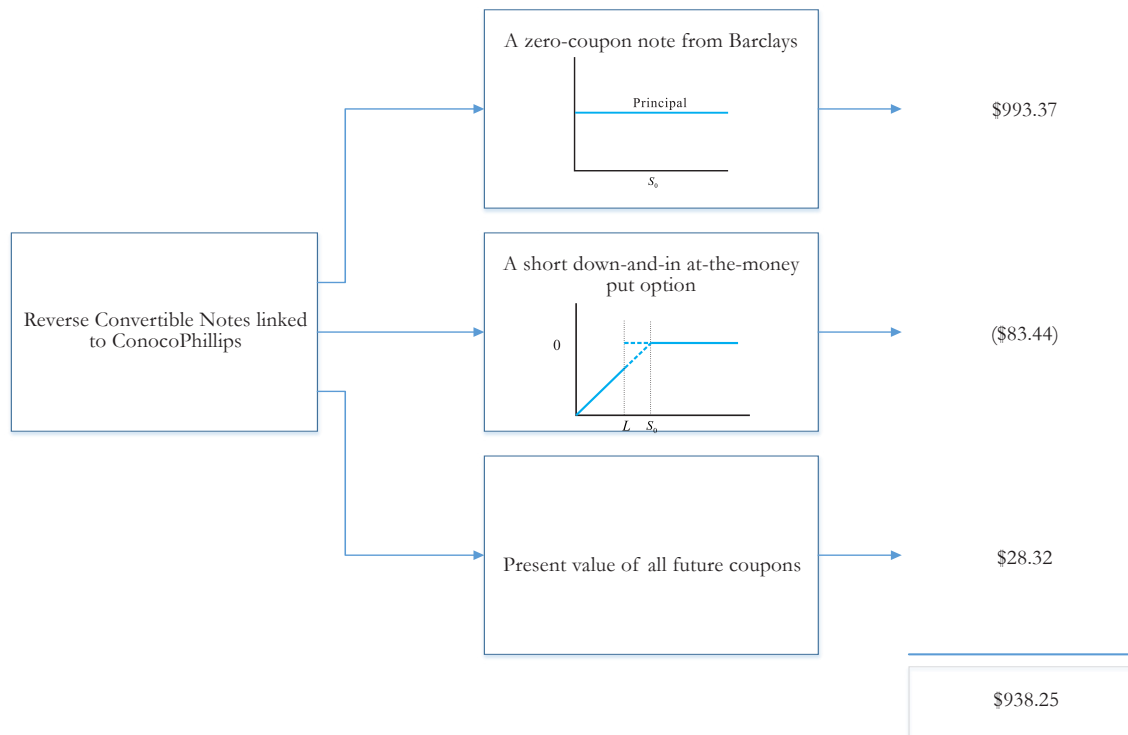 A zero-coupon note from Barclays
Principal
S₀
$993.37
Reverse Convertible Notes linked
to ConocoPhillips
A short down-and-in at-the-money
put option
0
L S₀
($83.44)
Present value of all future coupons
$28.32
$938.25